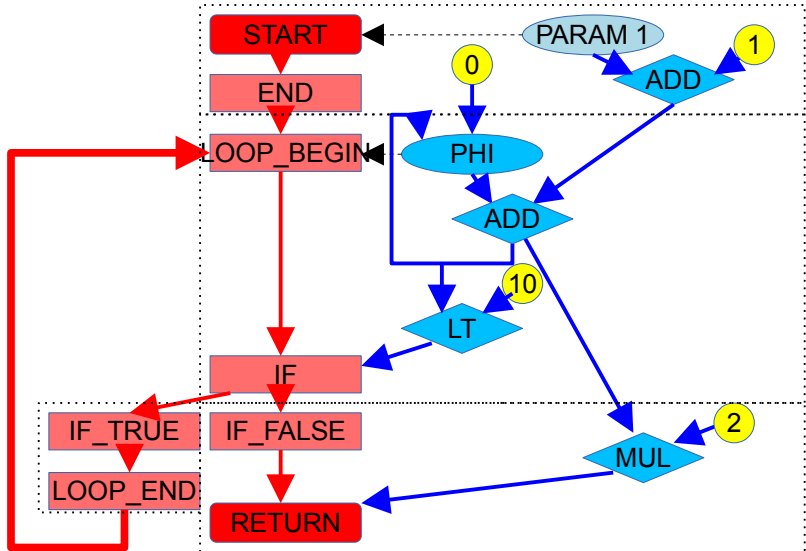 START
PARAM 1
1
0
ADD
END
LOOP_BEGIN
PHI
ADD
10
LT
IF
IF_TRUE
IF_FALSE
2
MUL
LOOP_END
RETURN